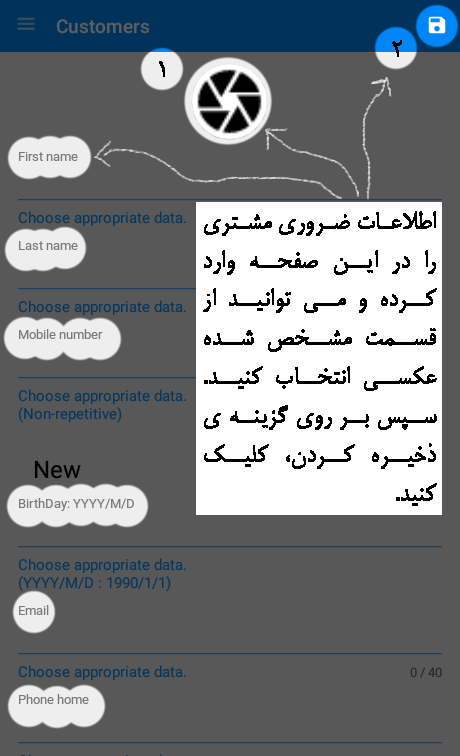 Customers
۲
۱
First name
Choose appropriate data.
Last name
اطلاعات ضروری مشتری
را در این صفحه وارد
کرده و می توانید از
قسمت مشخص شده
عکسی انتخاب کنید.
سپس بر روی گزینه ی
ذخیره کردن، کلیک
کنید.
Choose appropriate data.
Mobile number
Choose appropriate data.
(Non-repetitive)
New
BirthDay: YYYY/M/D
Choose appropriate data.
(YYYY/M/D : 1990/1/1)
Email
Choose appropriate data.
0 / 40
Phone home